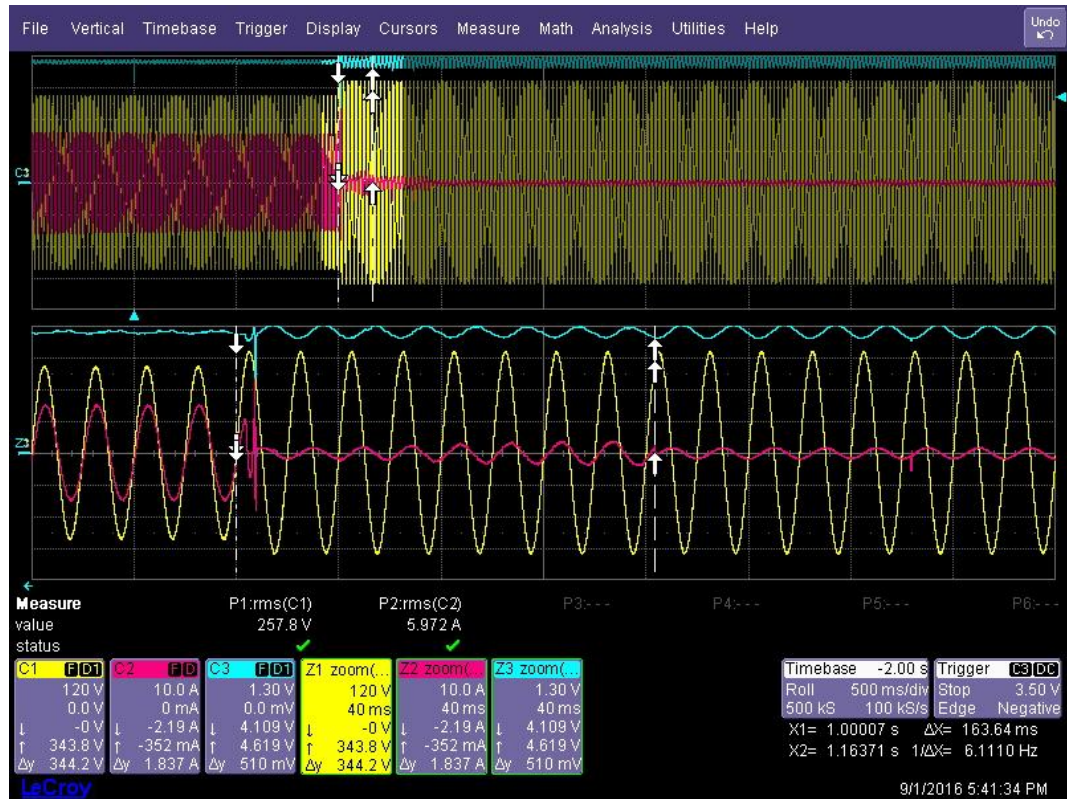 File Vertical Timebase Trigger Display Cursors Measure Math Analysis Utilities Help Undo
C3
Z3
Measure P1:rms(C1) P2:rms(C2) P3:- - - P4:- - - P5:- - - P6:- - -
value 257.8 V 5.972 A
status
C1 F D1 C2 F D C3 F D1 Z1 zoom(... Z2 zoom(... Z3 zoom(... Timebase -2.00 s Trigger C3 DC
120 V 10.0 A 1.30 V 120 V 10.0 A 1.30 V Roll 500 ms/div Stop 3.50 V
0.0 V 0 mA 0.0 mV 40 ms 40 ms 40 ms 500 kS 100 kS/s Edge Negative
↓ -0 V ↓ -2.19 A ↓ 4.109 V ↓ -0 V ↓ -2.19 A ↓ 4.109 V X1= 1.00007 s ΔX= 163.64 ms
↑ 343.8 V ↑ -352 mA ↑ 4.619 V ↑ 343.8 V ↑ -352 mA ↑ 4.619 V X2= 1.16371 s 1/ΔX= 6.1110 Hz
Δy 344.2 V Δy 1.837 A Δy 510 mV Δy 344.2 V Δy 1.837 A Δy 510 mV
LeCroy 9/1/2016 5:41:34 PM